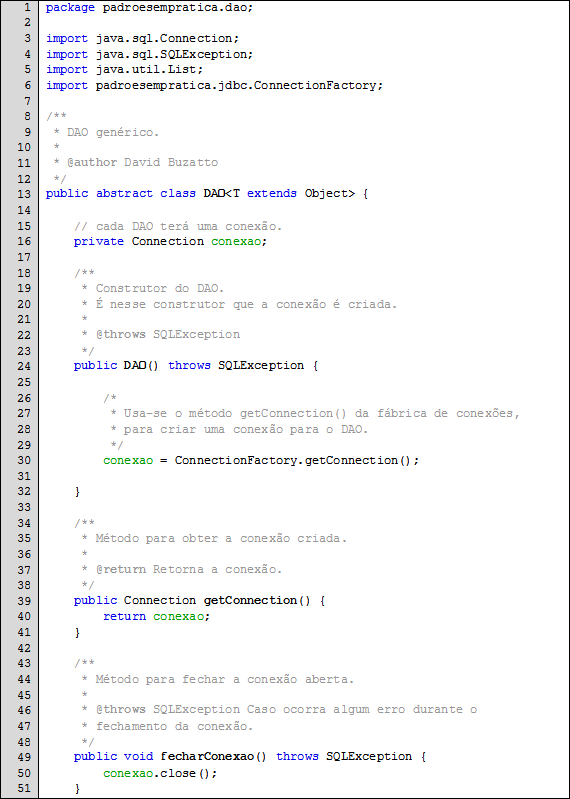 1 package padroesempratica.dao;
2
3 import java.sql.Connection;
4 import java.sql.SQLException;
5 import java.util.List;
6 import padroesempratica.jdbc.ConnectionFactory;
7
8 /**
9  * DAO genérico.
10  *
11  * @author David Buzatto
12  */
13 public abstract class DAO<T extends Object> {
14
15     // cada DAO terá uma conexão.
16     private Connection conexao;
17
18     /**
19      * Construtor do DAO.
20      * É nesse construtor que a conexão é criada.
21      *
22      * @throws SQLException
23      */
24     public DAO() throws SQLException {
25
26         /*
27          * Usa-se o método getConnection() da fábrica de conexões,
28          * para criar uma conexão para o DAO.
29          */
30         conexao = ConnectionFactory.getConnection();
31
32     }
33
34     /**
35      * Método para obter a conexão criada.
36      *
37      * @return Retorna a conexão.
38      */
39     public Connection getConnection() {
40         return conexao;
41     }
42
43     /**
44      * Método para fechar a conexão aberta.
45      *
46      * @throws SQLException Caso ocorra algum erro durante o
47      * fechamento da conexão.
48      */
49     public void fecharConexao() throws SQLException {
50         conexao.close();
51     }